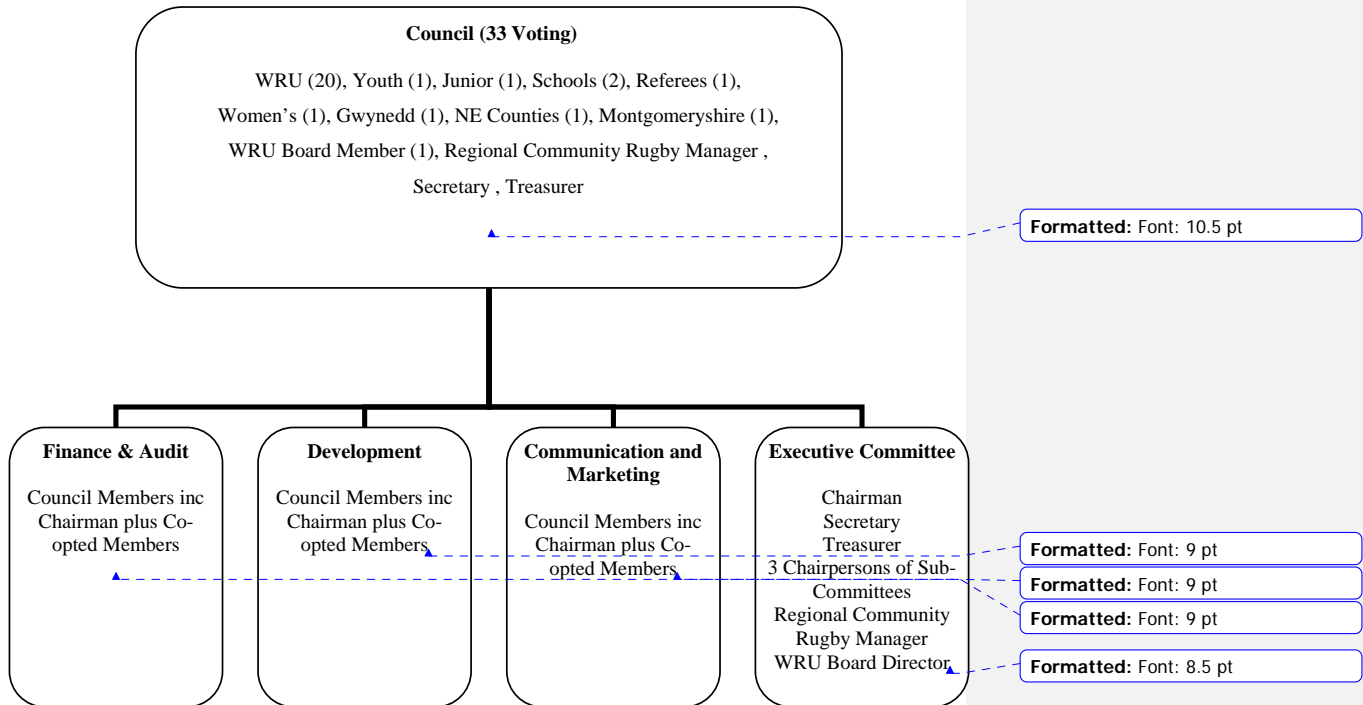 Council (33 Voting)
WRU (20), Youth (1), Junior (1), Schools (2), Referees (1),
Women’s (1), Gwynedd (1), NE Counties (1), Montgomeryshire (1),
WRU Board Member (1), Regional Community Rugby Manager ,
Secretary , Treasurer
Formatted: Font: 10.5 pt
Finance & Audit
Council Members inc
Chairman plus Co-
opted Members
Development
Council Members inc
Chairman plus Co-
opted Members
Communication and
Marketing
Council Members inc
Chairman plus Co-
opted Members
Executive Committee
Chairman
Secretary
Treasurer
3 Chairpersons of Sub-
Committees
Regional Community
Rugby Manager
WRU Board Director
Formatted: Font: 9 pt
Formatted: Font: 9 pt
Formatted: Font: 9 pt
Formatted: Font: 8.5 pt